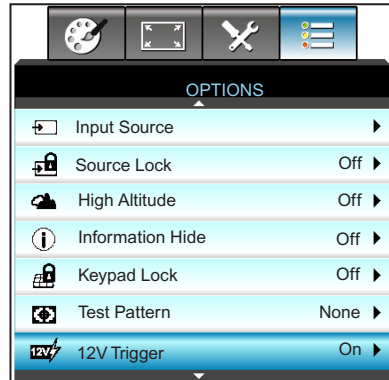 OPTIONS
Input Source
Source Lock Off
High Altitude Off
Information Hide Off
Keypad Lock Off
Test Pattern None
12V 12V Trigger On